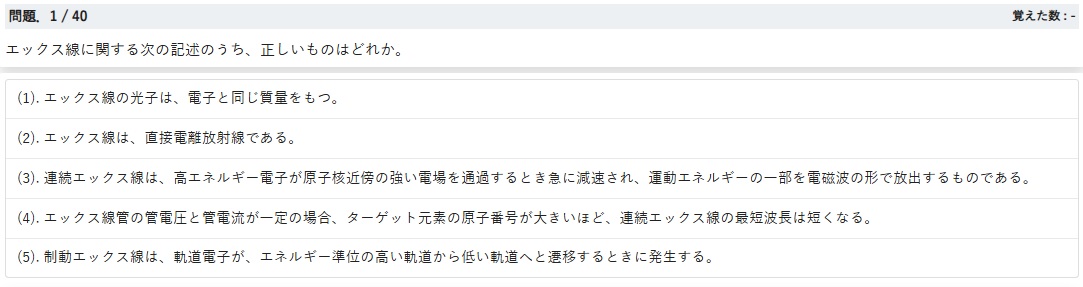 問題．1 / 40
覚えた数 : -
エックス線に関する次の記述のうち、正しいものはどれか。
(1). エックス線の光子は、電子と同じ質量をもつ。
(2). エックス線は、直接電離放射線である。
(3). 連続エックス線は、高エネルギー電子が原子核近傍の強い電場を通過するとき急に減速され、運動エネルギーの一部を電磁波の形で放出するものである。
(4). エックス線管の管電圧と管電流が一定の場合、ターゲット元素の原子番号が大きいほど、連続エックス線の最短波長は短くなる。
(5). 制動エックス線は、軌道電子が、エネルギー準位の高い軌道から低い軌道へと遷移するときに発生する。